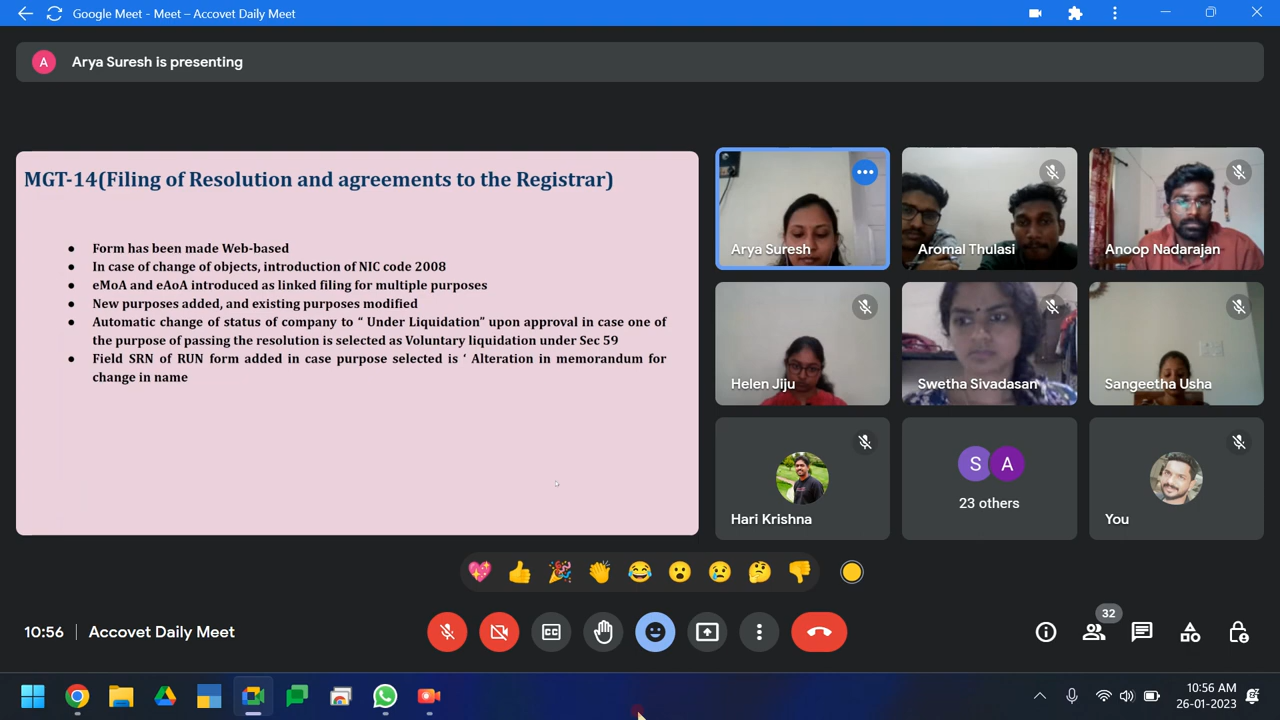 Google Meet - Meet – Accovet Daily Meet
A Arya Suresh is presenting
MGT-14(Filing of Resolution and agreements to the Registrar)
● Form has been made Web-based
● In case of change of objects, introduction of NIC code 2008
● eMoA and eAoA introduced as linked filing for multiple purposes
● New purposes added, and existing purposes modified
● Automatic change of status of company to “ Under Liquidation” upon approval in case one of
the purpose of passing the resolution is selected as Voluntary liquidation under Sec 59
● Field SRN of RUN form added in case purpose selected is ‘ Alteration in memorandum for
change in name
Arya Suresh
Aromal Thulasi
Anoop Nadarajan
Helen Jiju
Swetha Sivadasan
Sangeetha Usha
Hari Krishna
S A
23 others
You
10:56 | Accovet Daily Meet
CC
32
10:56 AM
26-01-2023